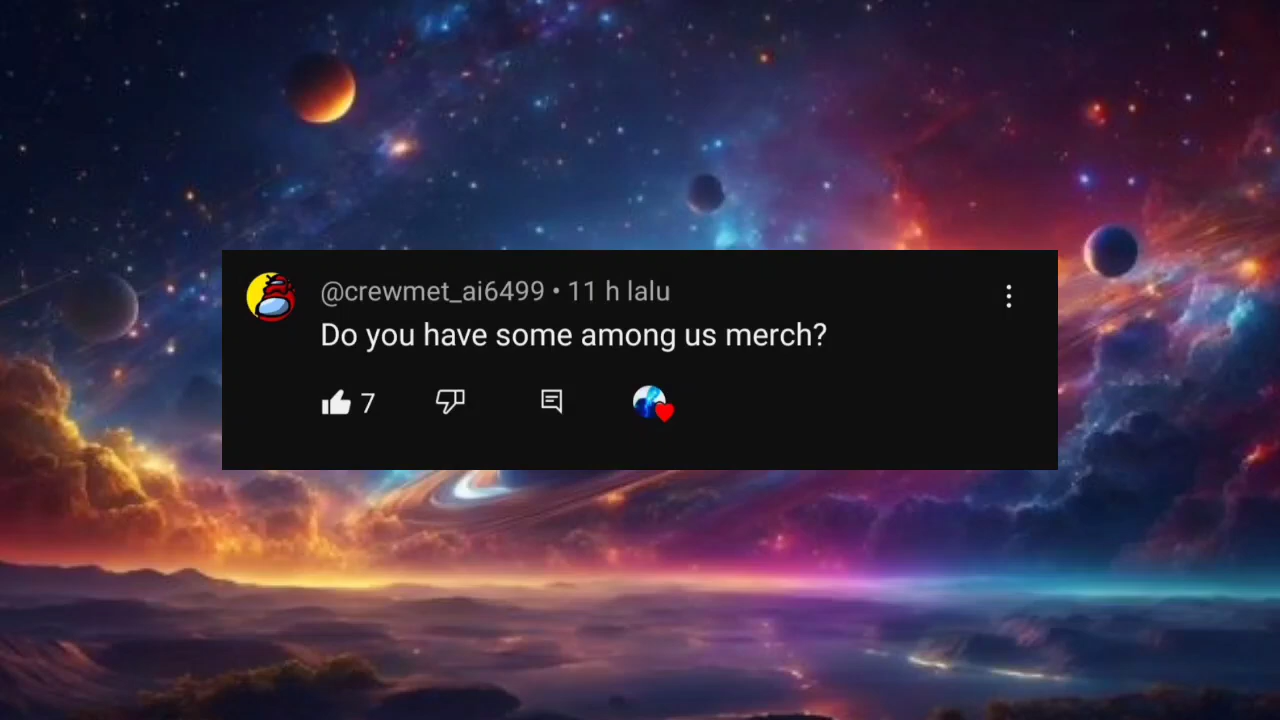 @crewmet_ai6499 • 11 h lalu
Do you have some among us merch?
7